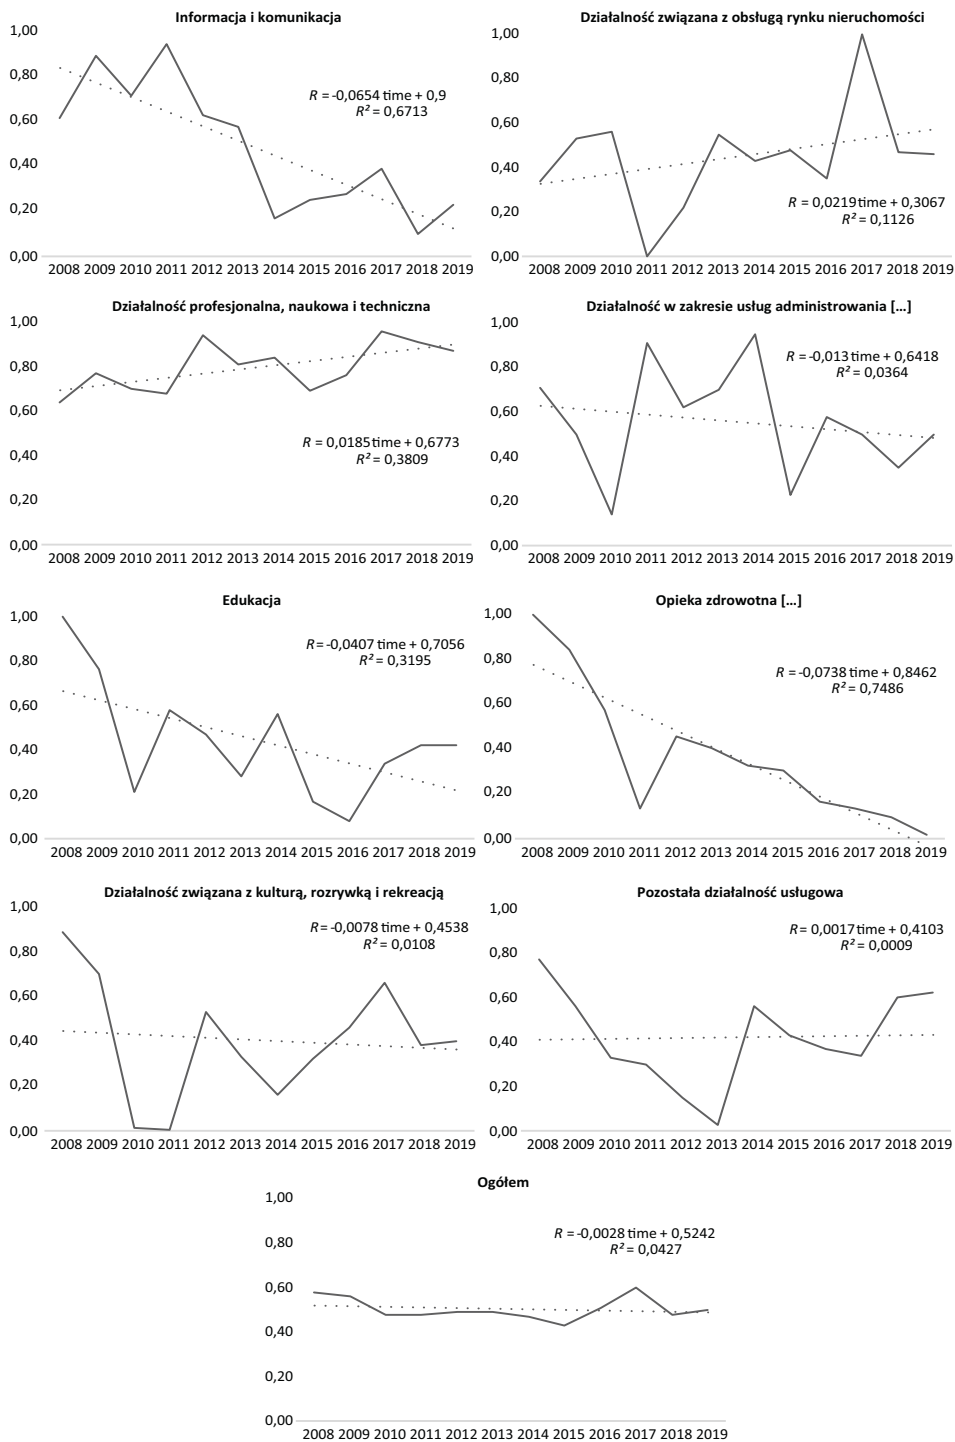 Informacja i komunikacja
1,00
0,80
0,60
0,40
0,20
0,00
R = -0,0654 time + 0,9
R² = 0,6713
2008 2009 2010 2011 2012 2013 2014 2015 2016 2017 2018 2019
Działalność związana z obsługą rynku nieruchomości
1,00
0,80
0,60
0,40
0,20
0,00
R = 0,0219 time + 0,3067
R² = 0,1126
2008 2009 2010 2011 2012 2013 2014 2015 2016 2017 2018 2019
Działalność profesjonalna, naukowa i techniczna
1,00
0,80
0,60
0,40
0,20
0,00
R = 0,0185 time + 0,6773
R² = 0,3809
2008 2009 2010 2011 2012 2013 2014 2015 2016 2017 2018 2019
Działalność w zakresie usług administrowania [...]
1,00
0,80
0,60
0,40
0,20
0,00
R = -0,013 time + 0,6418
R² = 0,0364
2008 2009 2010 2011 2012 2013 2014 2015 2016 2017 2018 2019
Edukacja
1,00
0,80
0,60
0,40
0,20
0,00
R = -0,0407 time + 0,7056
R² = 0,3195
2008 2009 2010 2011 2012 2013 2014 2015 2016 2017 2018 2019
Opieka zdrowotna [...]
1,00
0,80
0,60
0,40
0,20
0,00
R = -0,0738 time + 0,8462
R² = 0,7486
2008 2009 2010 2011 2012 2013 2014 2015 2016 2017 2018 2019
Działalność związana z kulturą, rozrywką i rekreacją
1,00
0,80
0,60
0,40
0,20
0,00
R = -0,0078 time + 0,4538
R² = 0,0108
2008 2009 2010 2011 2012 2013 2014 2015 2016 2017 2018 2019
Pozostała działalność usługowa
1,00
0,80
0,60
0,40
0,20
0,00
R = 0,0017 time + 0,4103
R² = 0,0009
2008 2009 2010 2011 2012 2013 2014 2015 2016 2017 2018 2019
Ogółem
1,00
0,80
0,60
0,40
0,20
0,00
R = -0,0028 time + 0,5242
R² = 0,0427
2008 2009 2010 2011 2012 2013 2014 2015 2016 2017 2018 2019